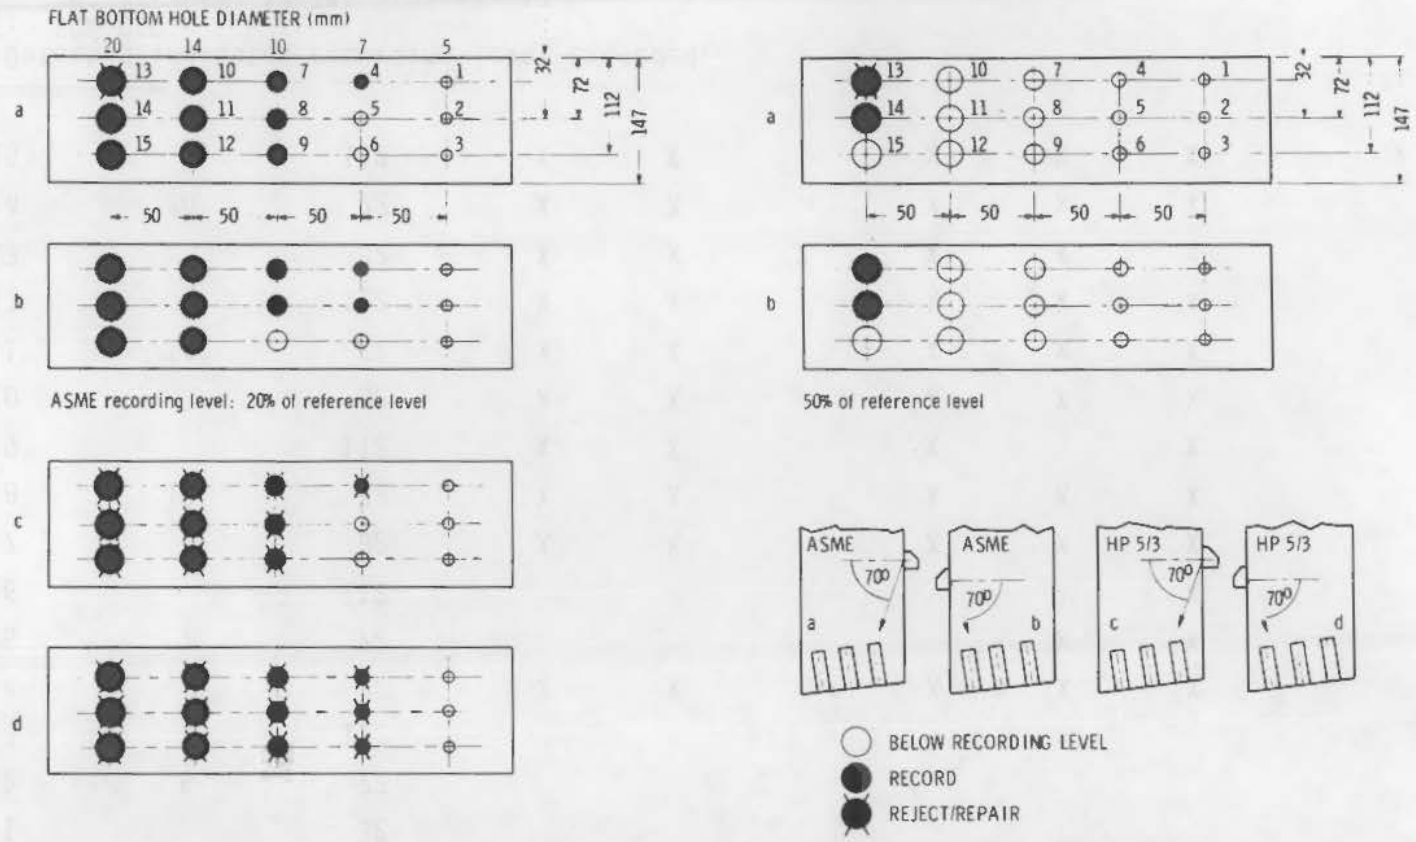 FLAT BOTTOM HOLE DIAMETER (mm)
20 14 10 7 5
13 10 7 4 1
a 14 11 8 5 2
15 12 9 6 3
32 72 112 147
50 50 50 50
b
ASME recording level: 20% of reference level
13 10 7 4 1
a 14 11 8 5 2
15 12 9 6 3
32 72 112 147
50 50 50 50
b
50% of reference level
c
d
ASME ASME HP 5/3 HP 5/3
70º 70º 70º 70º
a b c d
BELOW RECORDING LEVEL
RECORD
REJECT/REPAIR